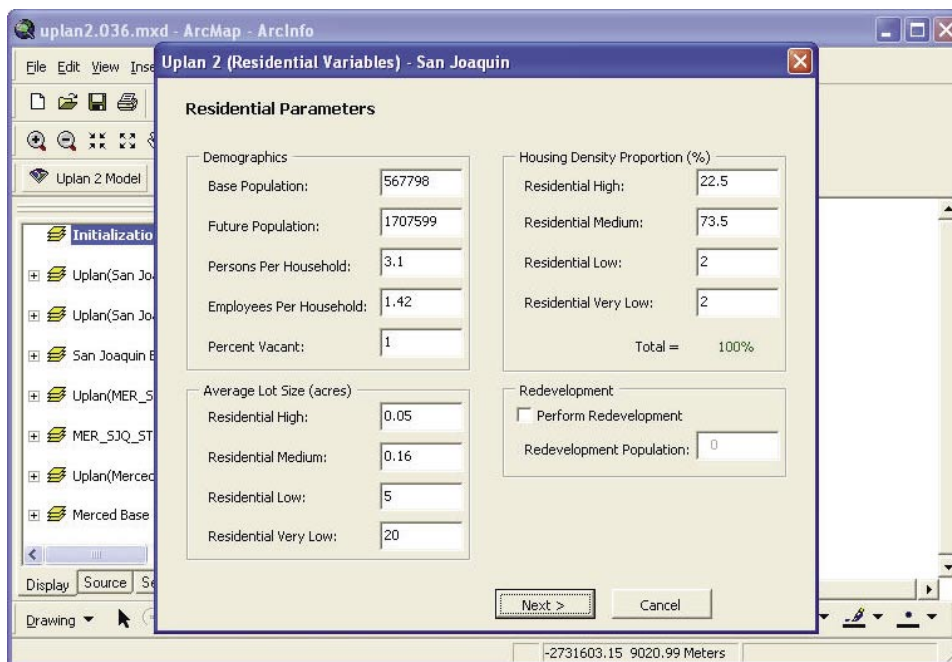 uplan2.036.mxd - ArcMap - ArcInfo
Uplan 2 (Residential Variables) - San Joaquin
File Edit View Inse
Uplan 2 Model
Initializatio
Uplan(San Joa
Uplan(San Joa
San Joaquin B
Uplan(MER_S
MER_SJQ_ST
Uplan(Merced
Merced Base
Display Source Se
Drawing
Residential Parameters
Demographics
Base Population: 567798
Future Population: 1707599
Persons Per Household: 3.1
Employees Per Household: 1.42
Percent Vacant: 1
Average Lot Size (acres)
Residential High: 0.05
Residential Medium: 0.16
Residential Low: 5
Residential Very Low: 20
Housing Density Proportion (%)
Residential High: 22.5
Residential Medium: 73.5
Residential Low: 2
Residential Very Low: 2
Total = 100%
Redevelopment
Perform Redevelopment
Redevelopment Population: 0
Next > Cancel
-2731603.15 9020.99 Meters